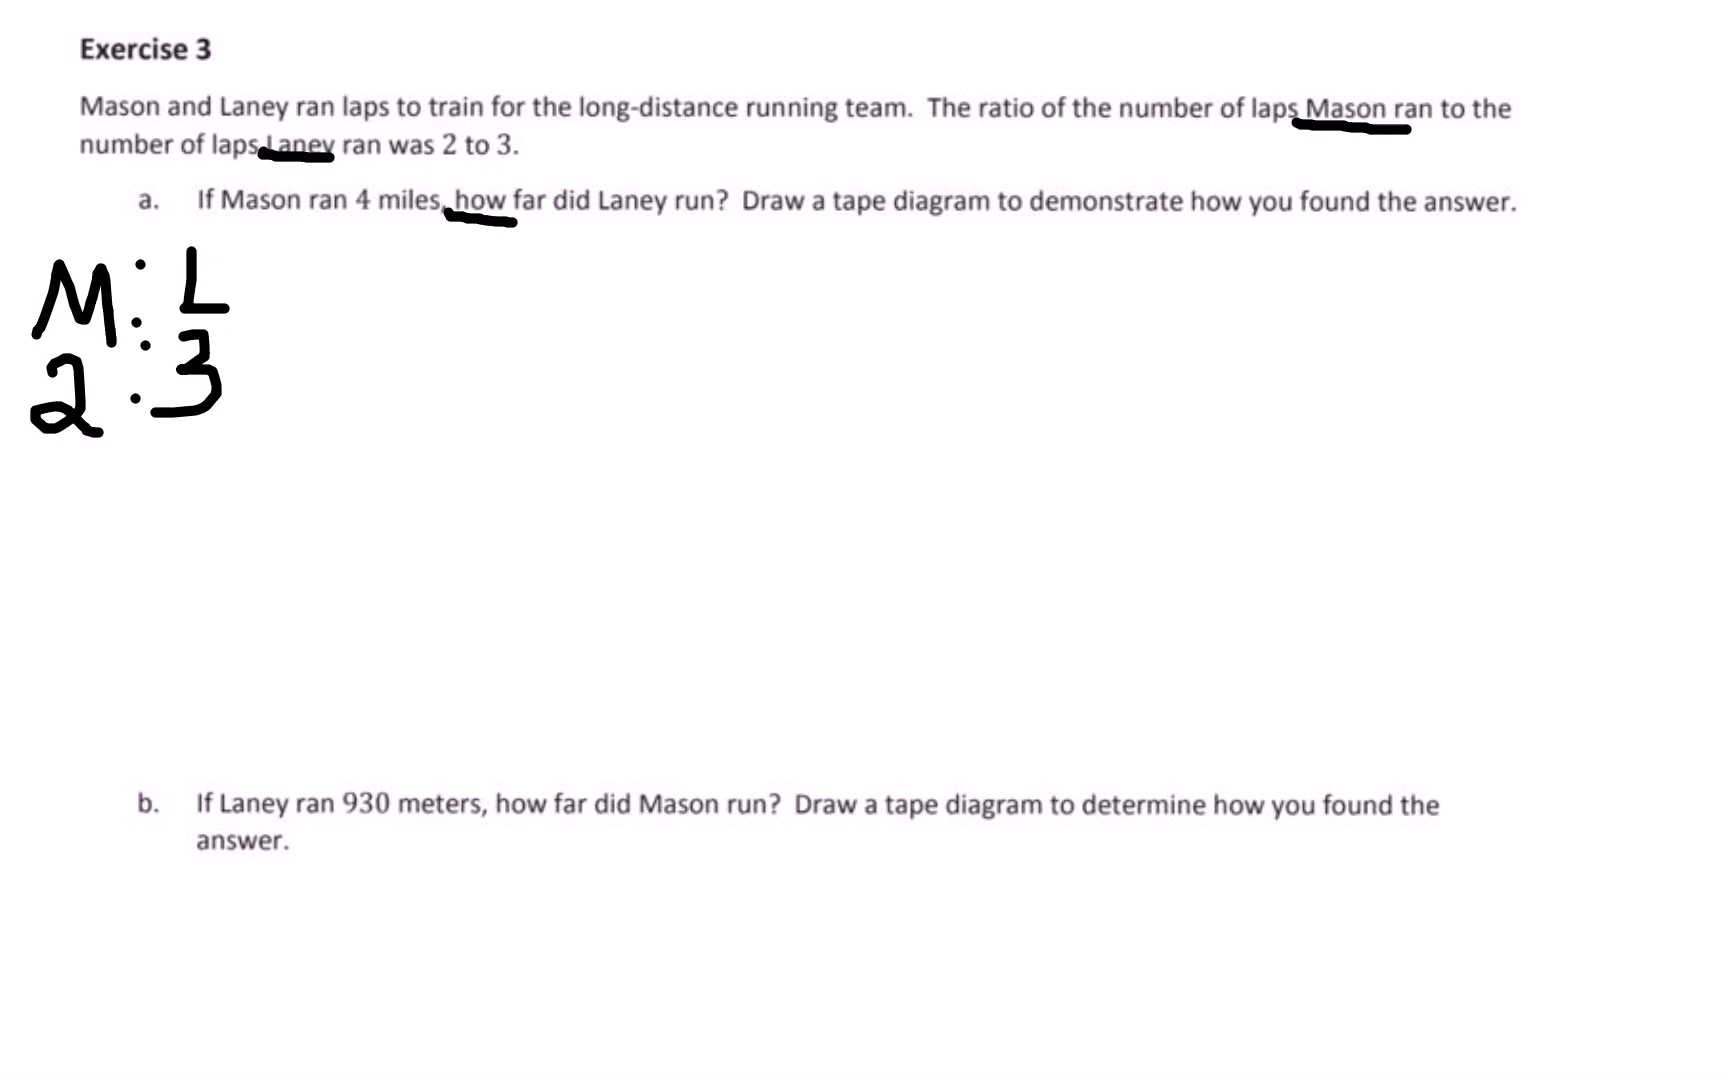 Exercise 3
Mason and Laney ran laps to train for the long-distance running team. The ratio of the number of laps Mason ran to the
number of laps Laney ran was 2 to 3.
a. If Mason ran 4 miles, how far did Laney run? Draw a tape diagram to demonstrate how you found the answer.
M : L
2 : 3
b. If Laney ran 930 meters, how far did Mason run? Draw a tape diagram to determine how you found the
answer.